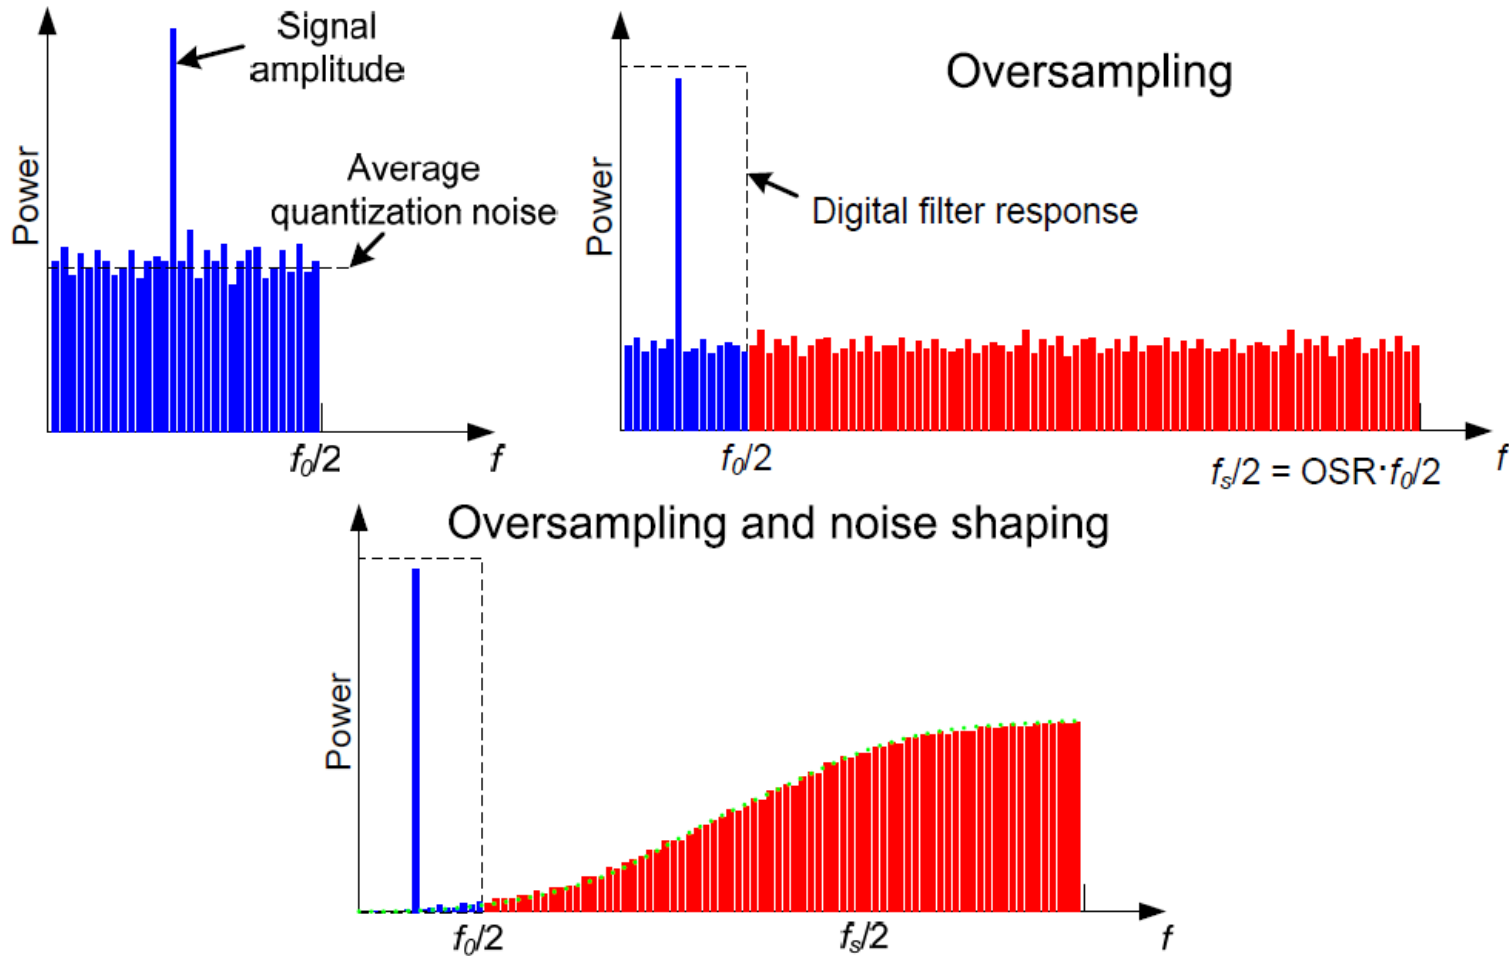 Signal
amplitude
Average
quantization noise
Power
f₀/2
f
Oversampling
Digital filter response
Power
f₀/2
f
fₛ/2 = OSR·f₀/2
Oversampling and noise shaping
Power
f₀/2
fₛ/2
f